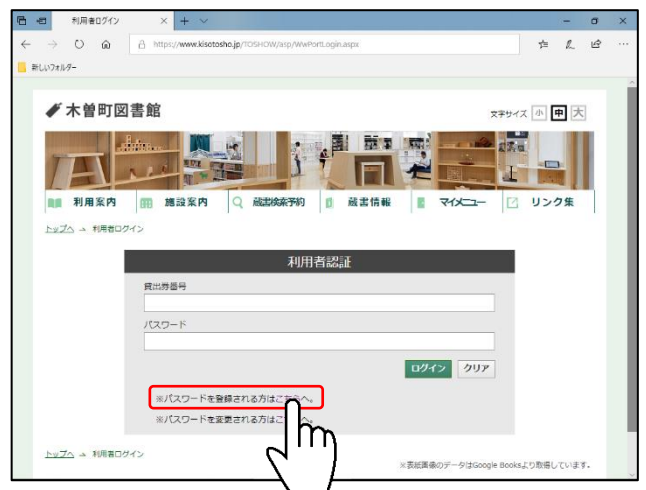 利用者ログイン
https://www.kisotosho.jp/TOSHOW/asp/WwPortLogin.aspx
新しいフォルダー
木曽町図書館
文字サイズ 小 中 大
利用案内 施設案内 蔵書検索予約 蔵書情報 マイメニュー リンク集
トップへ → 利用者ログイン
利用者認証
貸出券番号
パスワード
ログイン クリア
※パスワードを登録される方はこちらへ。
※パスワードを変更される方はこ へ。
トップへ → 利用者ログイン
※表紙画像のデータはGoogle Booksより取得しています。